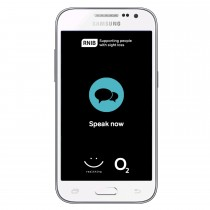 RNIB
Supporting people
with sight loss
SAMSUNG
Speak now
O2